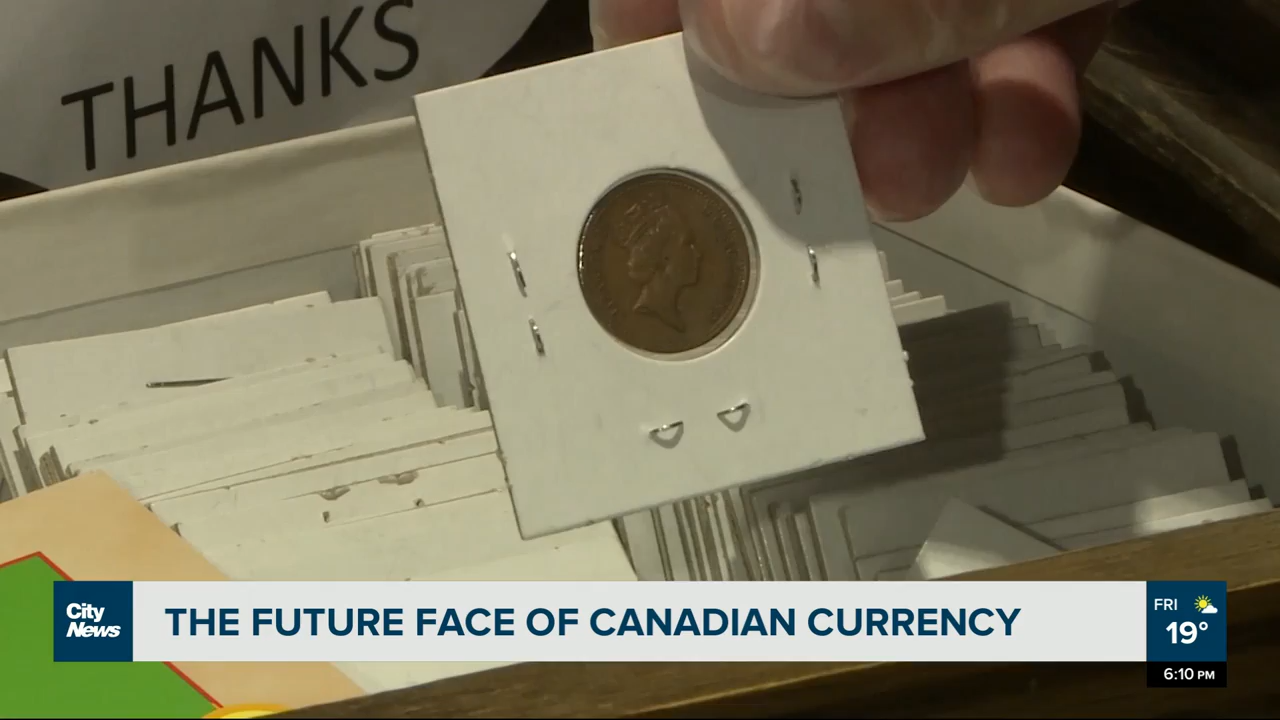 THANKS
City
News
THE FUTURE FACE OF CANADIAN CURRENCY
FRI
19°
6:10 PM